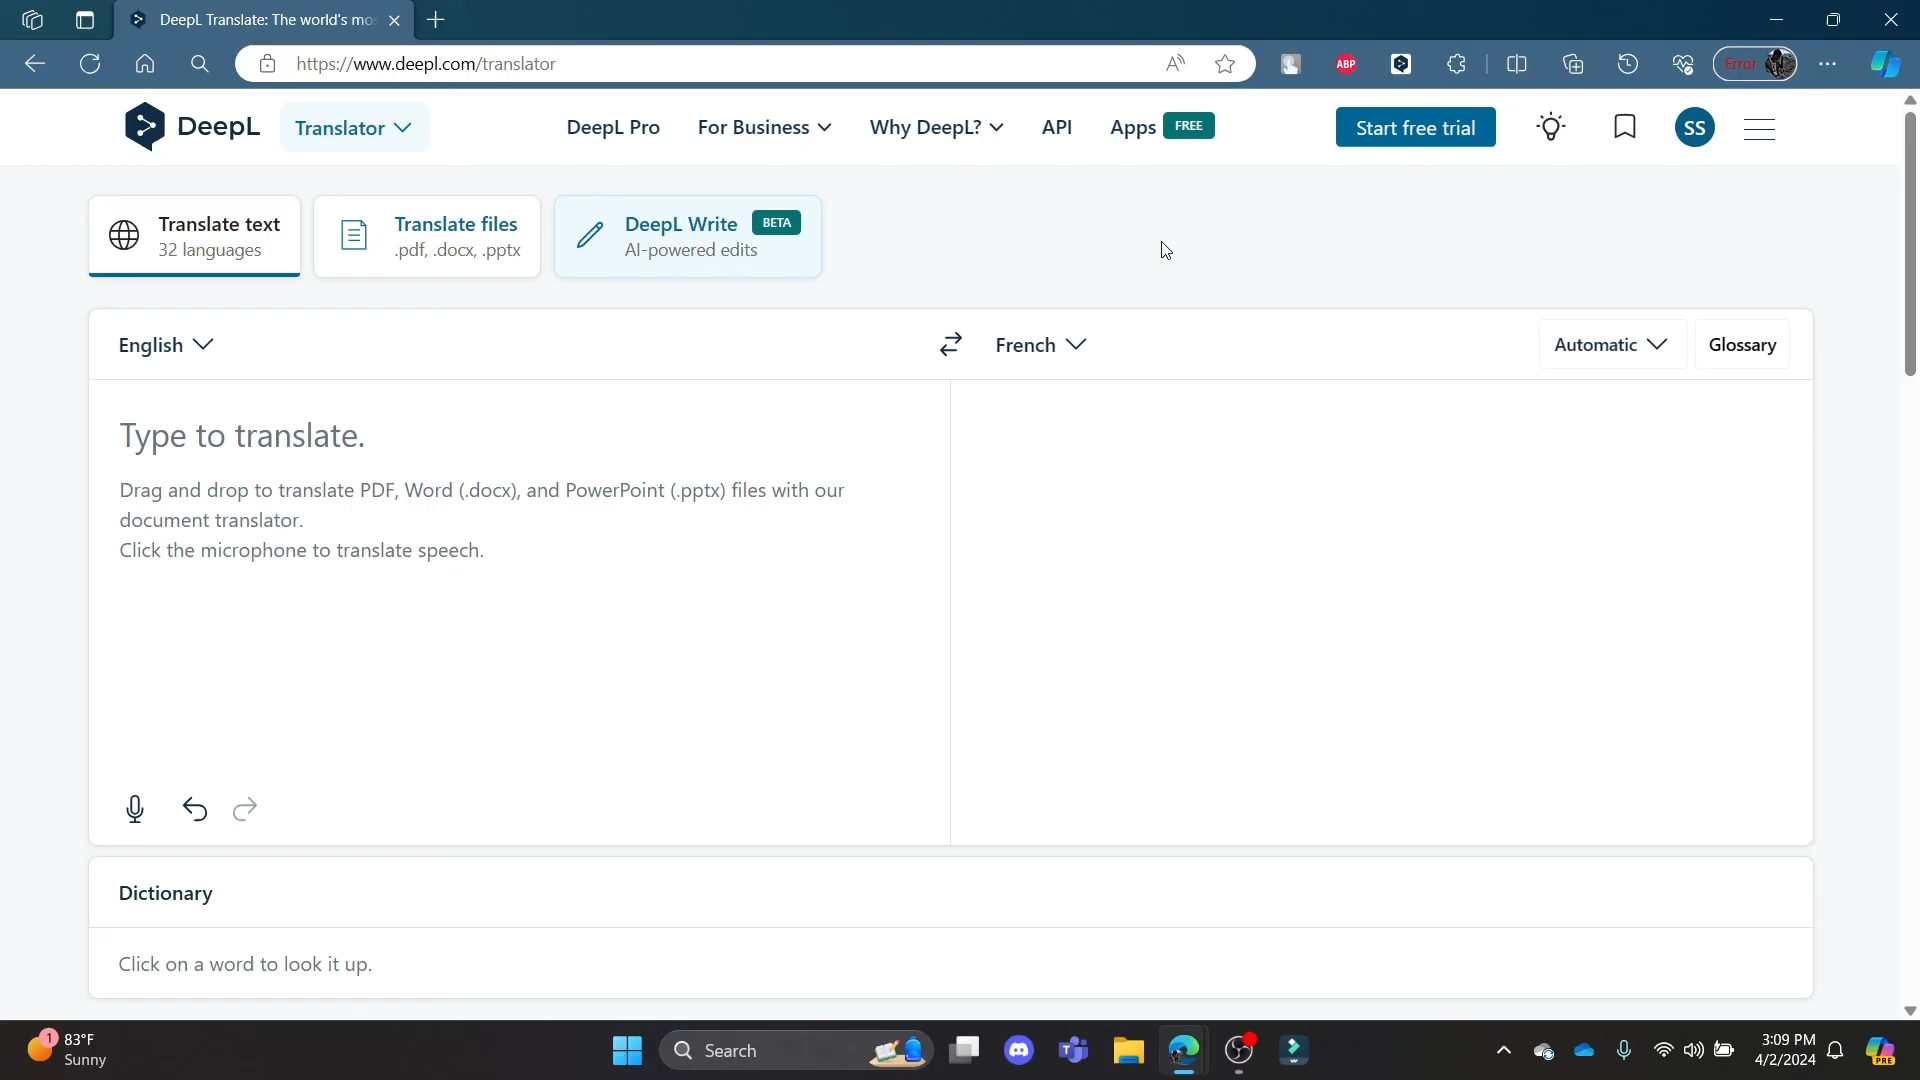 DeepL Translate: The world's mos
https://www.deepl.com/translator
ABP
Error
DeepL
Translator
DeepL Pro
For Business
Why DeepL?
API
Apps FREE
Start free trial
SS
Translate text
32 languages
Translate files
.pdf, .docx, .pptx
DeepL Write BETA
AI-powered edits
English
French
Automatic
Glossary
Type to translate.
Drag and drop to translate PDF, Word (.docx), and PowerPoint (.pptx) files with our
document translator.
Click the microphone to translate speech.
Dictionary
Click on a word to look it up.
1
83°F
Sunny
Search
3:09 PM
4/2/2024
PRE